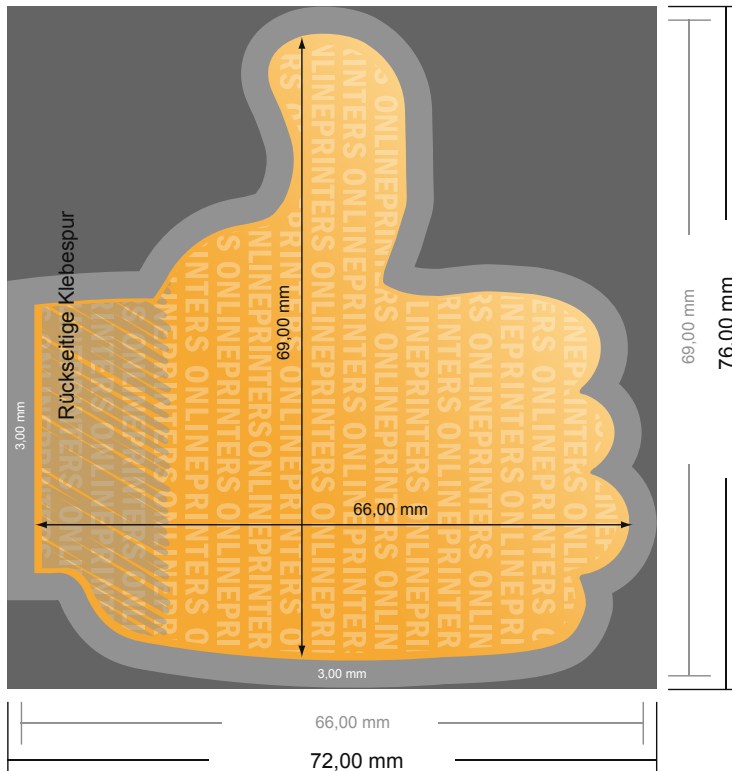 ONLINEPRINTERS ONLINEPRINTERS
Rückseitige Klebespur
69,00 mm
3,00 mm
66,00 mm
3,00 mm
69,00 mm
76,00 mm
66,00 mm
72,00 mm